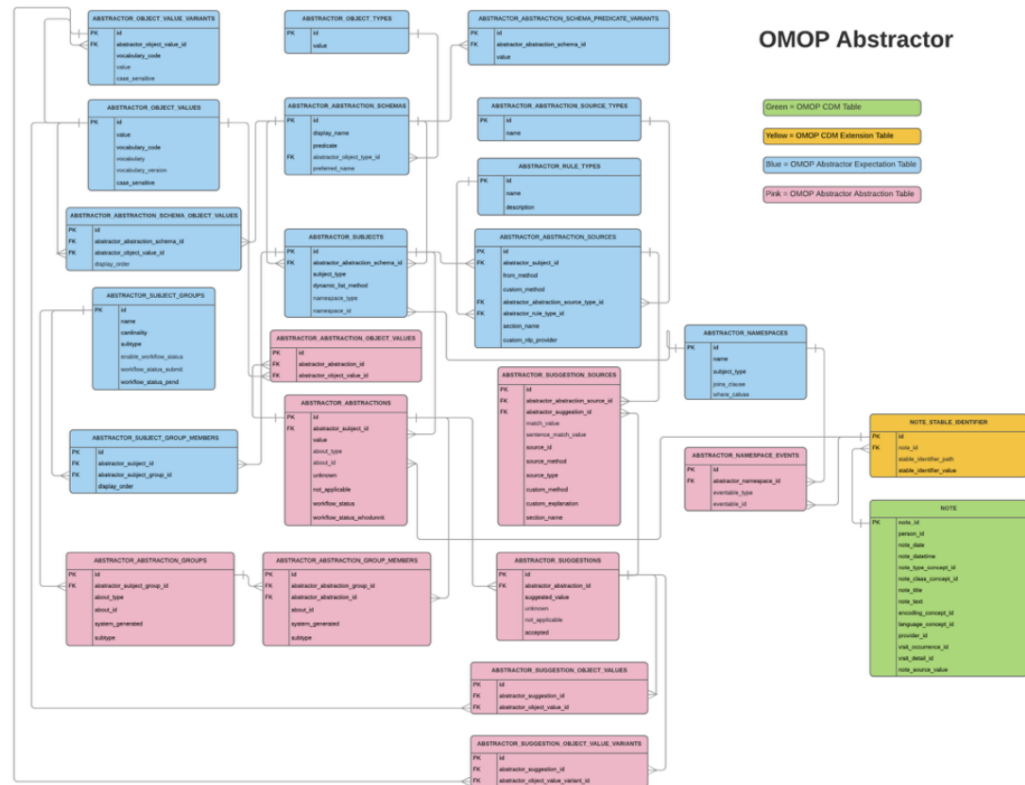 OMOP Abstractor
Green = OMOP CDM Table
Yellow = OMOP CDM Extension Table
Blue = OMOP Abstractor Expectation Table
Pink = OMOP Abstractor Abstraction Table
ABSTRACTOR_OBJECT_VALUE_VARIANTS
PK id
FK abstractor_object_value_id
vocabulary_code
value
case_sensitive
ABSTRACTOR_OBJECT_TYPES
PK id
value
ABSTRACTOR_ABSTRACTION_SCHEMA_PREDICATE_VARIANTS
PK id
FK abstractor_abstraction_schema_id
value
ABSTRACTOR_OBJECT_VALUES
PK id
value
vocabulary_code
vocabulary
vocabulary_version
case_sensitive
ABSTRACTOR_ABSTRACTION_SCHEMAS
PK id
display_name
predicate
FK abstractor_object_type_id
preferred_name
ABSTRACTOR_ABSTRACTION_SOURCE_TYPES
PK id
name
ABSTRACTOR_RULE_TYPES
PK id
name
description
ABSTRACTOR_ABSTRACTION_SCHEMA_OBJECT_VALUES
PK id
FK abstractor_abstraction_schema_id
FK abstractor_object_value_id
display_order
ABSTRACTOR_SUBJECTS
PK id
FK abstractor_abstraction_schema_id
subject_type
dynamic_list_method
namespace_type
namespace_id
ABSTRACTOR_ABSTRACTION_SOURCES
PK id
FK abstractor_subject_id
from_method
custom_method
FK abstractor_abstraction_source_type_id
FK abstractor_rule_type_id
section_name
custom_nlp_provider
ABSTRACTOR_SUBJECT_GROUPS
PK id
name
cardinality
subtype
enable_workflow_status
workflow_status_submit
workflow_status_pend
ABSTRACTOR_ABSTRACTION_OBJECT_VALUES
PK id
FK abstractor_abstraction_id
FK abstractor_object_value_id
ABSTRACTOR_NAMESPACES
PK id
name
subject_type
joins_clause
where_caluse
ABSTRACTOR_SUGGESTION_SOURCES
PK id
FK abstractor_abstraction_source_id
FK abstractor_suggestion_id
match_value
sentence_match_value
source_id
source_method
source_type
custom_method
custom_explanation
section_name
ABSTRACTOR_ABSTRACTIONS
PK id
FK abstractor_subject_id
value
about_type
about_id
unknown
not_applicable
workflow_status
workflow_status_whodunnit
ABSTRACTOR_SUBJECT_GROUP_MEMBERS
PK id
FK abstractor_subject_id
FK abstractor_subject_group_id
display_order
ABSTRACTOR_NAMESPACE_EVENTS
PK id
FK abstractor_namespace_id
eventable_type
eventable_id
NOTE_STABLE_IDENTIFIER
PK id
FK note_id
stable_identifier_path
stable_identifier_value
NOTE
PK note_id
person_id
note_date
note_datetime
note_type_concept_id
note_class_concept_id
note_title
note_text
encoding_concept_id
language_concept_id
provider_id
visit_occurrence_id
visit_detail_id
note_source_value
ABSTRACTOR_ABSTRACTION_GROUPS
PK id
FK abstractor_subject_group_id
about_type
about_id
system_generated
subtype
ABSTRACTOR_ABSTRACTION_GROUP_MEMBERS
PK id
FK abstractor_abstraction_group_id
FK abstractor_abstraction_id
about_id
system_generated
subtype
ABSTRACTOR_SUGGESTIONS
PK id
FK abstractor_abstraction_id
suggested_value
unknown
not_applicable
accepted
ABSTRACTOR_SUGGESTION_OBJECT_VALUES
PK id
FK abstractor_suggestion_id
FK abstractor_object_value_id
ABSTRACTOR_SUGGESTION_OBJECT_VALUE_VARIANTS
PK id
FK abstractor_suggestion_id
FK abstractor_object_value_variant_id